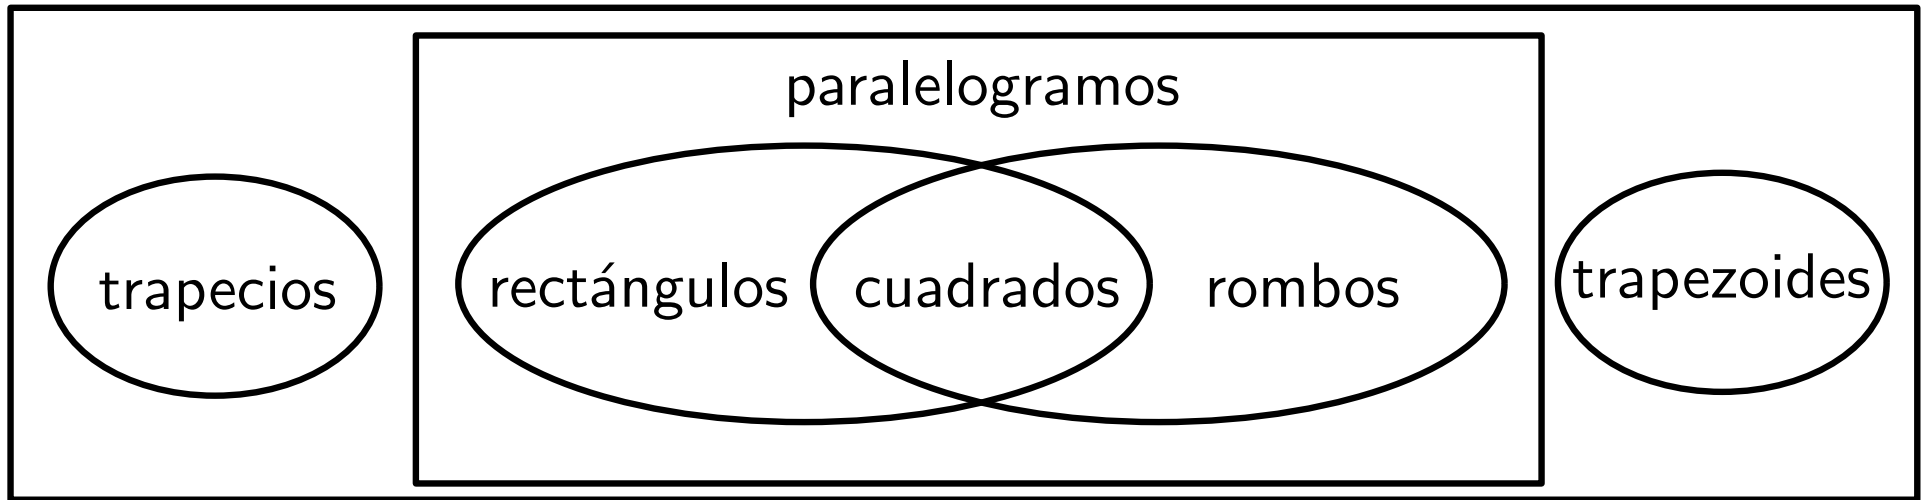 paralelogramos
trapecios
rectángulos
cuadrados
rombos
trapezoides